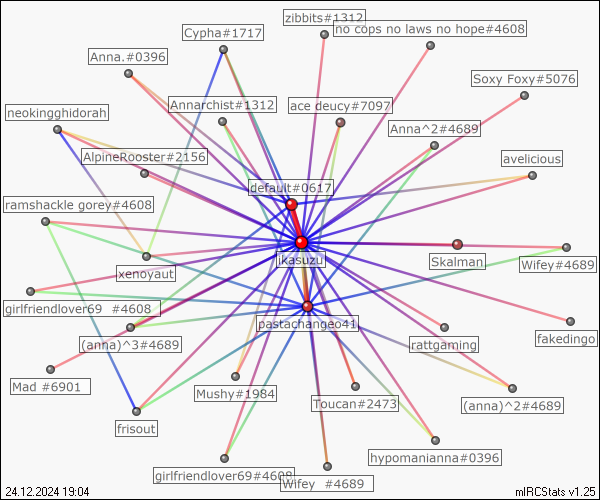 zibbits#1312
Cypha#1717
no cops no laws no hope#4608
Anna.#0396
Soxy Foxy#5076
Annarchist#1312
ace deucy#7097
neokingghidorah
Anna^2#4689
AlpineRooster#2156
avelicious
default#0617
ramshackle gorey#4608
jkasuzu
Skalman
Wifey#4689
xenoyaut
girlfriendlover69 #4608
pastachangeo41
fakedingo
(anna)^3#4689
rattgaming
Mad #6901
Mushy#1984
Toucan#2473
(anna)^2#4689
frisout
hypomanianna#0396
girlfriendlover69#4608
Wifey #4689
24.12.2024 19:04
mIRCStats v1.25